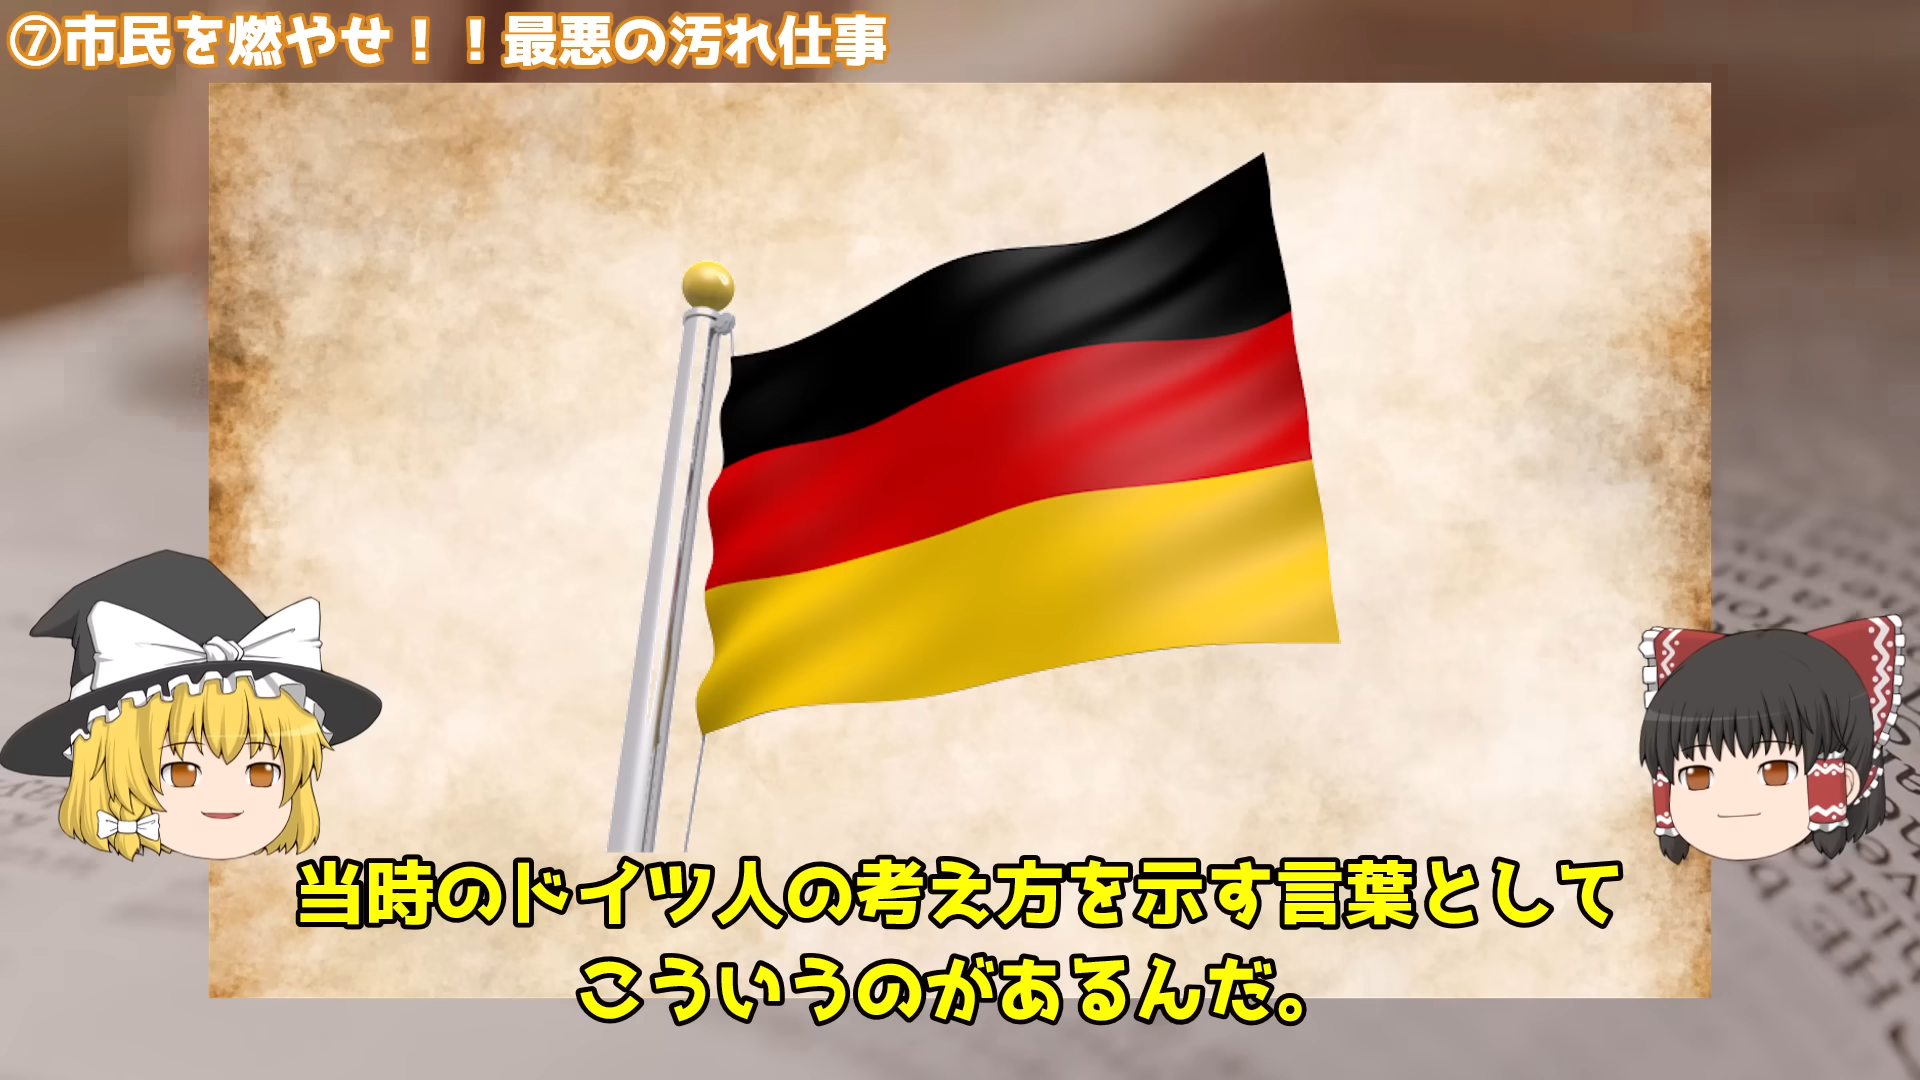 ⑦市民を燃やせ！！最悪の汚れ仕事
当時のドイツ人の考え方を示す言葉として
こういうのがあるんだ。